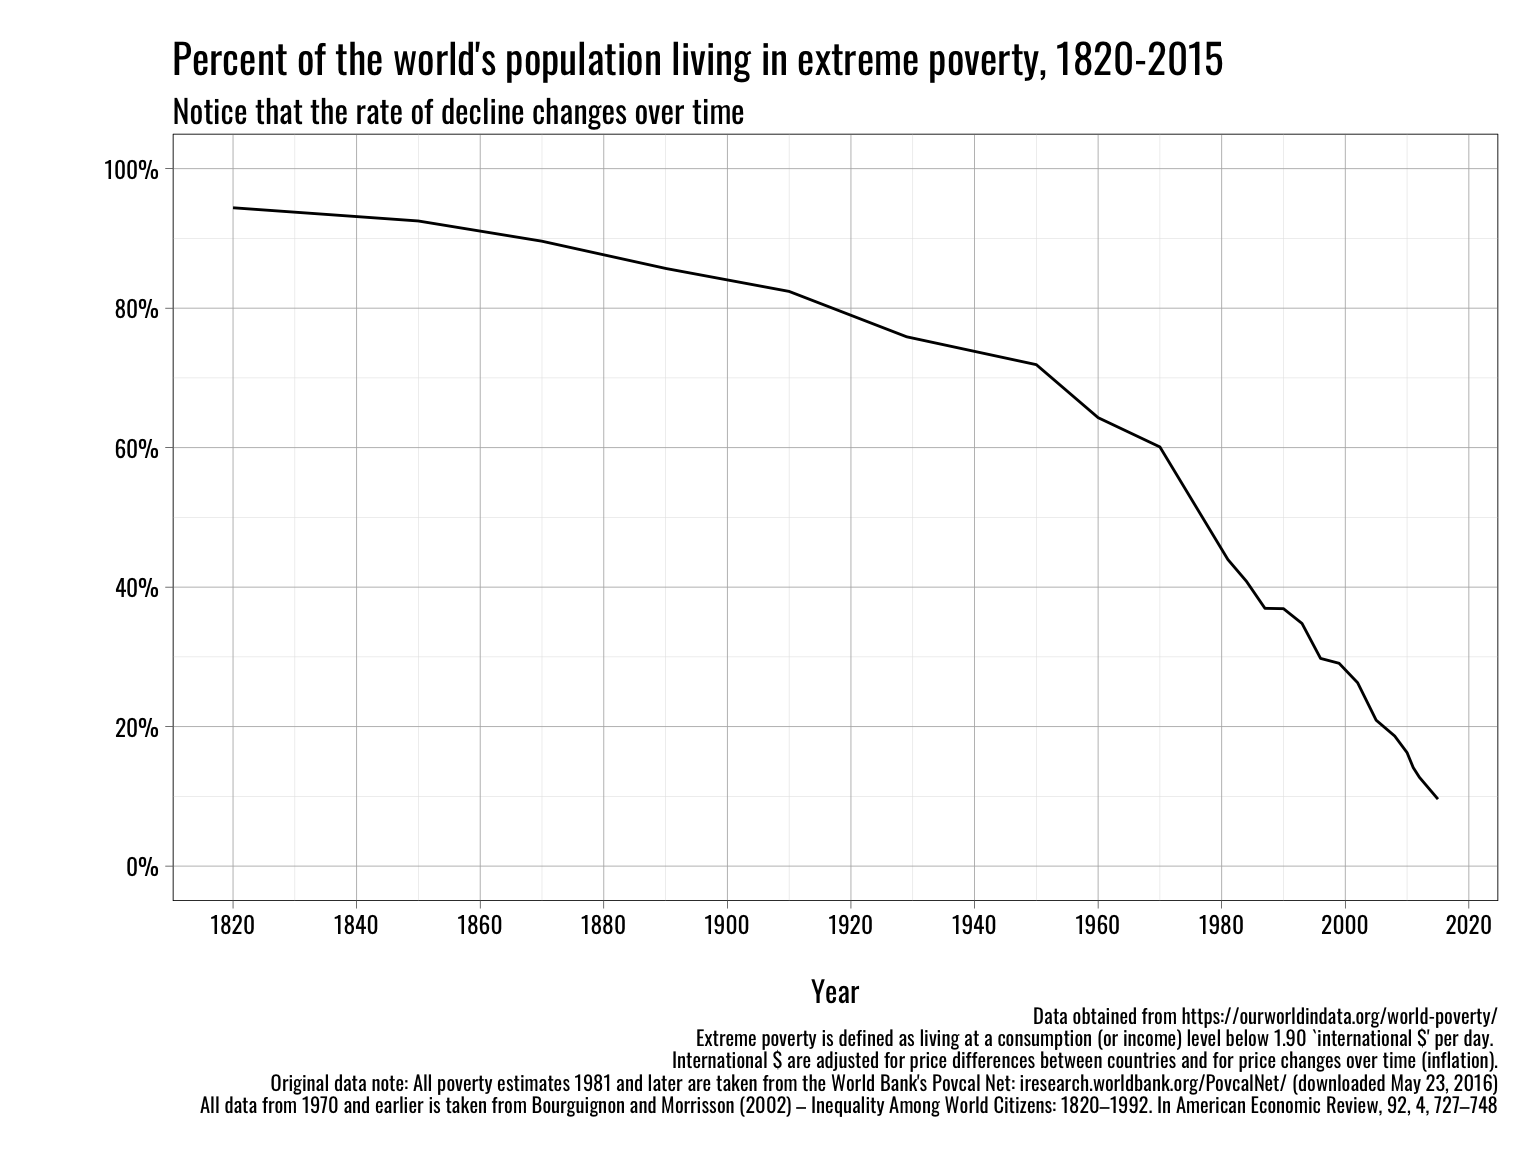 Percent of the world's population living in extreme poverty, 1820-2015
Notice that the rate of decline changes over time
100%
80%
60%
40%
20%
0%
1820 1840 1860 1880 1900 1920 1940 1960 1980 2000 2020
Year
Data obtained from https://ourworldindata.org/world-poverty/
Extreme poverty is defined as living at a consumption (or income) level below 1.90 `international $' per day.
International $ are adjusted for price differences between countries and for price changes over time (inflation).
Original data note: All poverty estimates 1981 and later are taken from the World Bank's Povcal Net: iresearch.worldbank.org/PovcalNet/ (downloaded May 23, 2016)
All data from 1970 and earlier is taken from Bourguignon and Morrisson (2002) – Inequality Among World Citizens: 1820–1992. In American Economic Review, 92, 4, 727–748